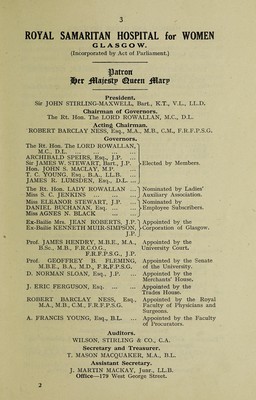 3
ROYAL SAMARITAN HOSPITAL for WOMEN
GLASGOW.
(Incorporated by Act of Parliament.)
Patron
Her Majesty Queen Mary
President.
Sir JOHN STIRLING-MAXWELL, Bart., K.T., V.L., LL.D.
Chairman of Governors.
The Rt. Hon. The LORD ROWALLAN, M.C., D.L.
Acting Chairman.
ROBERT BARCLAY NESS, Esq., M.A., M.B., C.M., F.R.F.P.S.G.
Governors.
The Rt. Hon. The LORD ROWALLAN,
M.C., D.L. ... ... ...
ARCHIBALD SPEIRS, Esq., J.P. ...
Sir JAMES W. STEWART, Bart., J.P. Elected by Members.
Hon. JOHN S. MACLAY, M.P. ...
T. C. YOUNG, Esq., B.A., LL.B. ...
JAMES R. LUMSDEN, Esq., D.L. ...
The Rt. Hon. LADY ROWALLAN ... Nominated by Ladies'
Miss S. C. JENKINS ... ... Auxiliary Association.
Miss ELEANOR STEWART, J.P. ... Nominated by
DANIEL BUCHANAN, Esq. ... Employee Subscribers.
Miss AGNES N. BLACK ...
Ex-Bailie Mrs. JEAN ROBERTS, J.P. Appointed by the
Ex-Bailie KENNETH MUIR-SIMPSON, Corporation of Glasgow.
J.P.
Prof. JAMES HENDRY, M.B.E., M.A., Appointed by the
B.Sc., M.B., F.R.C.O.G., University Court.
F.R.F.P.S.G., J.P.
Prof. GEOFFREY B. FLEMING, Appointed by the Senate
M.B.E., B.A., M.D., F.R.F.P.S.G. of the University.
D. NORMAN SLOAN, Esq., J.P. ... Appointed by the
Merchants' House.
J. ERIC FERGUSON, Esq. ... ... Appointed by the
Trades House.
ROBERT BARCLAY NESS, Esq., Appointed by the Royal
M.A., M.B., C.M., F.R.F.P.S.G. Faculty of Physicians
and Surgeons.
A. FRANCIS YOUNG, Esq., B.L. ... Appointed by the Faculty
of Procurators.
Auditors.
WILSON, STIRLING & CO., C.A.
Secretary and Treasurer.
T. MASON MACQUAKER, M.A., B.L.
Assistant Secretary.
J. MARTIN MACKAY, Junr., LL.B.
Office—179 West George Street.
2